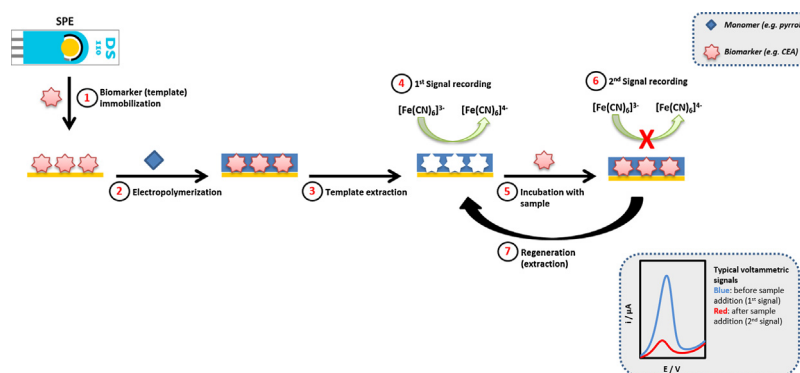 SPE
DS
110
Monomer (e.g. pyrrol
Biomarker (e.g. CEA)
1
Biomarker (template)
immobilization
2
Electropolymerization
3
Template extraction
4
1st Signal recording
[Fe(CN)6]3-
[Fe(CN)6]4-
5
Incubation with
sample
6
2nd Signal recording
[Fe(CN)6]3-
[Fe(CN)6]4-
X
7
Regeneration
(extraction)
i / µA
E / V
Typical voltammetric
signals
Blue: before sample
addition (1st signal)
Red: after sample
addition (2nd signal)